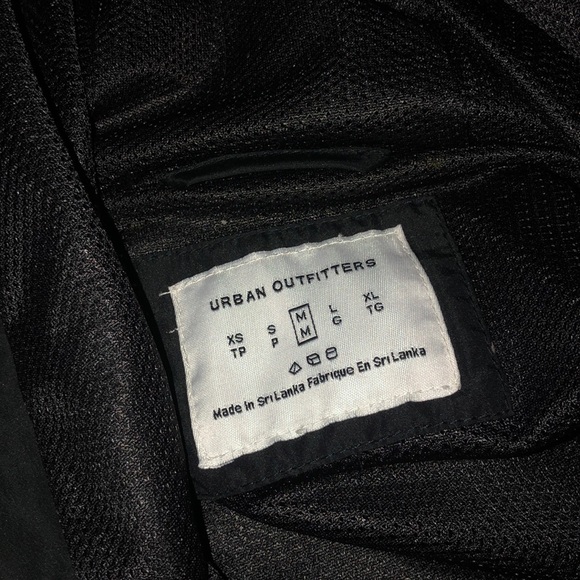 URBAN OUTFITTERS
XS S M L XL
TP P M G TG
Made In Sri Lanka Fabrique En Sri Lanka